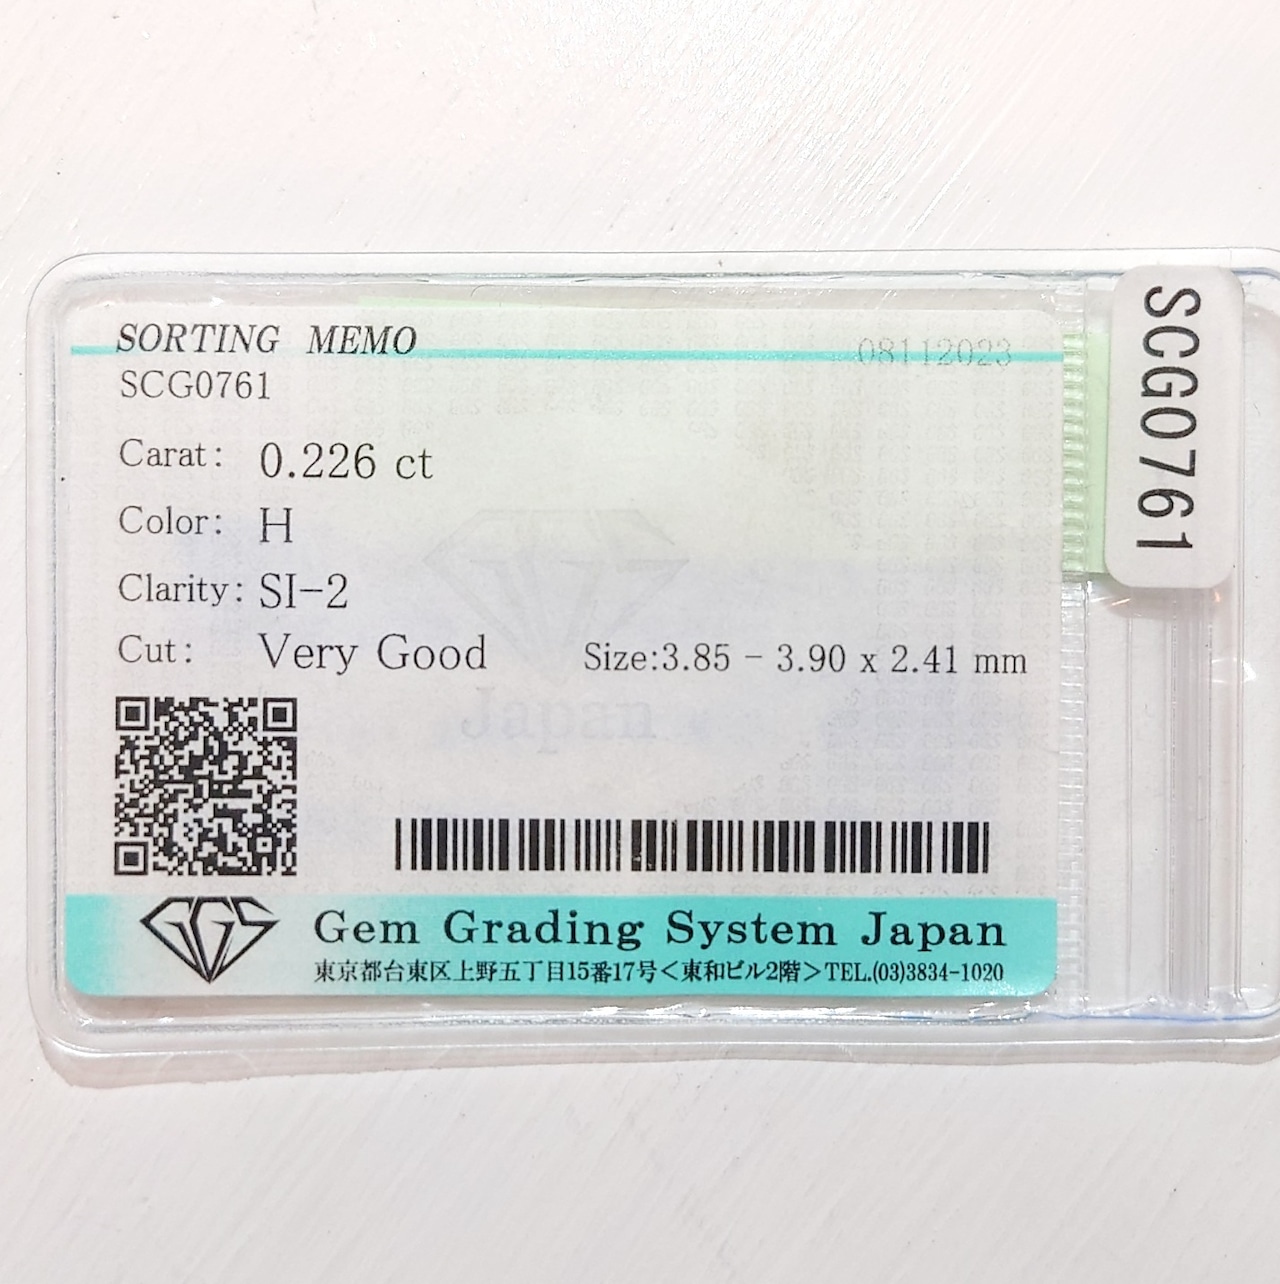 SORTING MEMO
08112023
SCG0761
Carat: 0.226 ct
Color: H
Clarity: SI-2
Cut: Very Good
Size:3.85 - 3.90 x 2.41 mm
Japan
GGS
Gem Grading System Japan
東京都台東区上野五丁目15番17号<東和ビル2階>TEL.(03)3834-1020
SCG0761